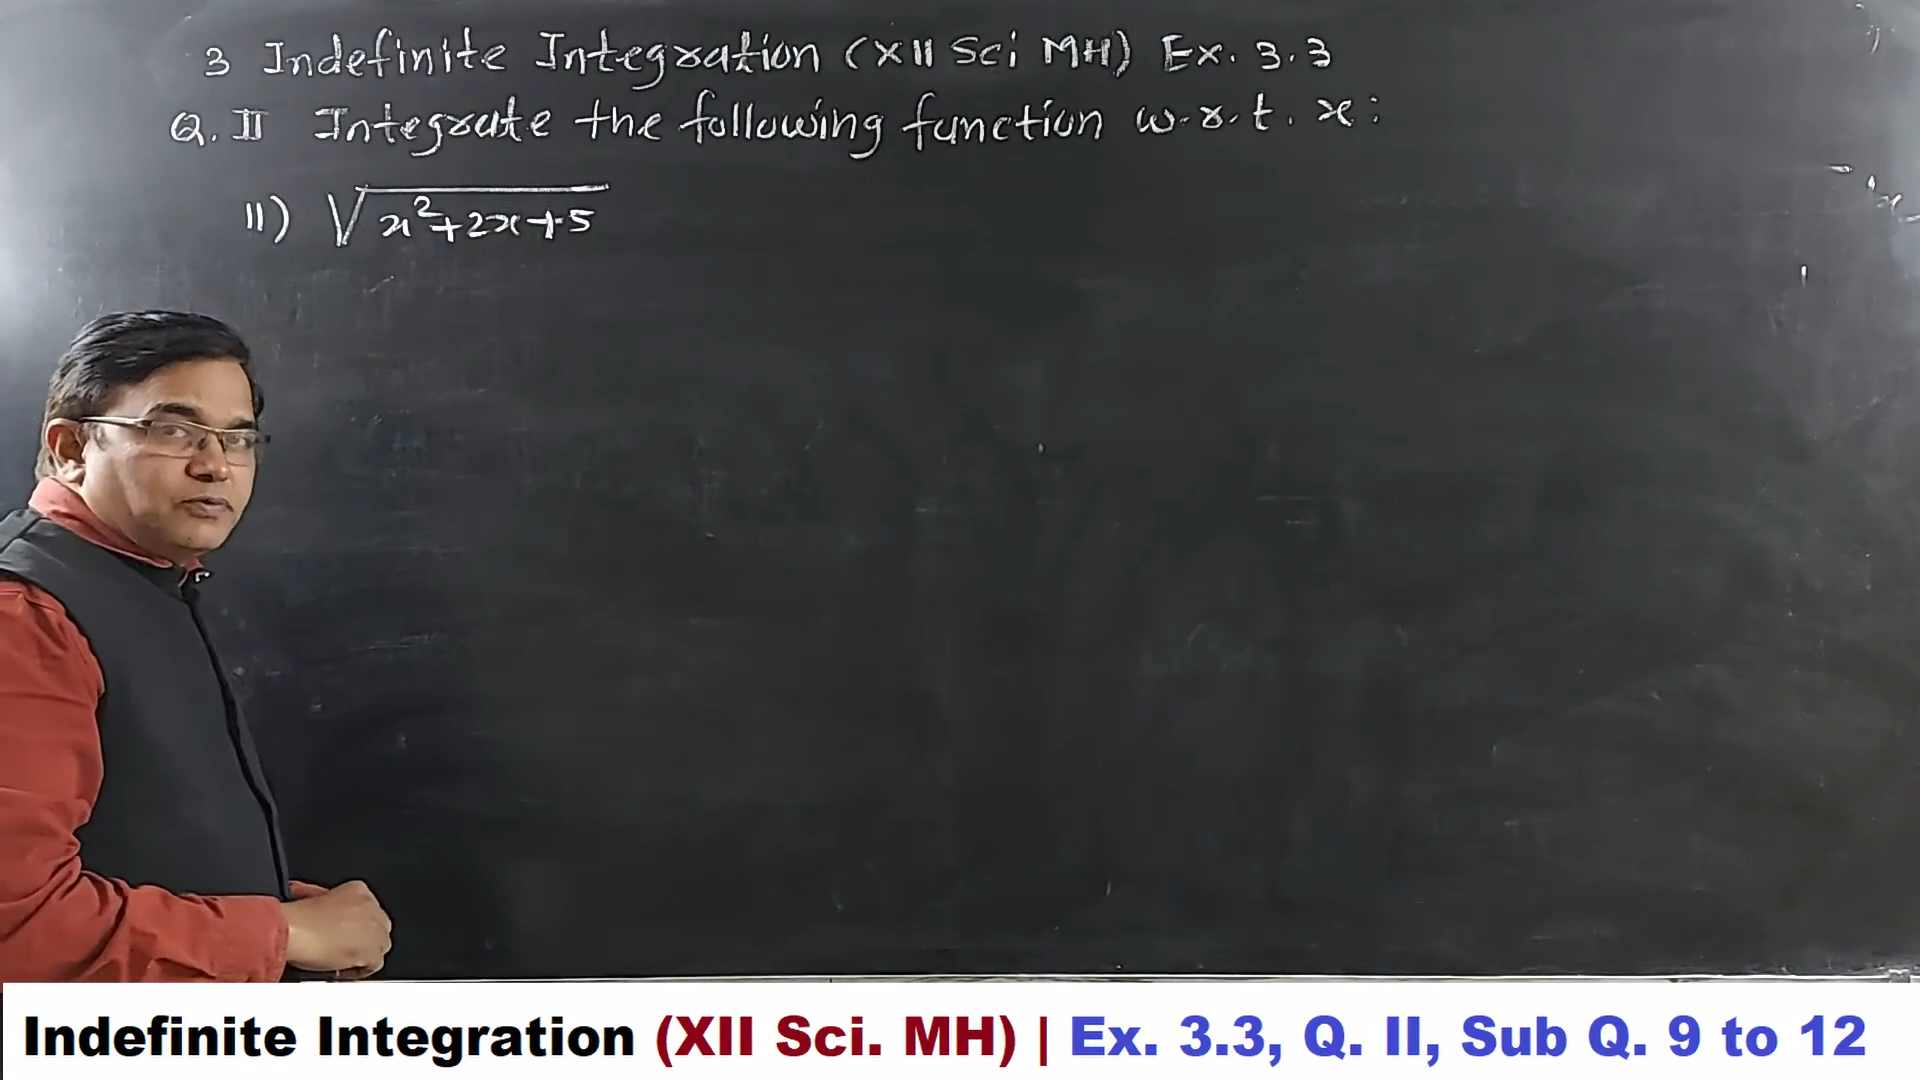 3 Indefinite Integration (XII Sci MH) Ex. 3.3
Q. II Integrate the following function w.r.t. x:
11) √x²+2x+5
Indefinite Integration (XII Sci. MH) | Ex. 3.3, Q. II, Sub Q. 9 to 12